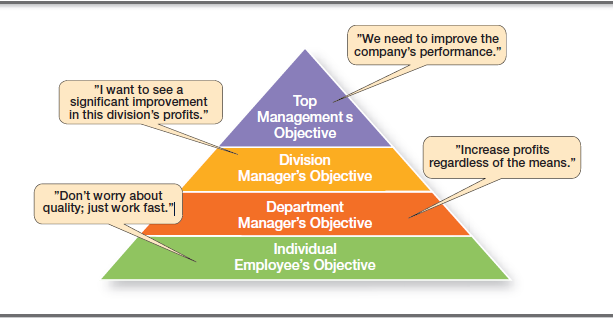 "We need to improve the
company's performance."
"I want to see a
significant improvement
in this division's profits."
Top
Management s
Objective
"Increase profits
regardless of the means."
Division
Manager's Objective
"Don't worry about
quality; just work fast."
Department
Manager's Objective
Individual
Employee's Objective